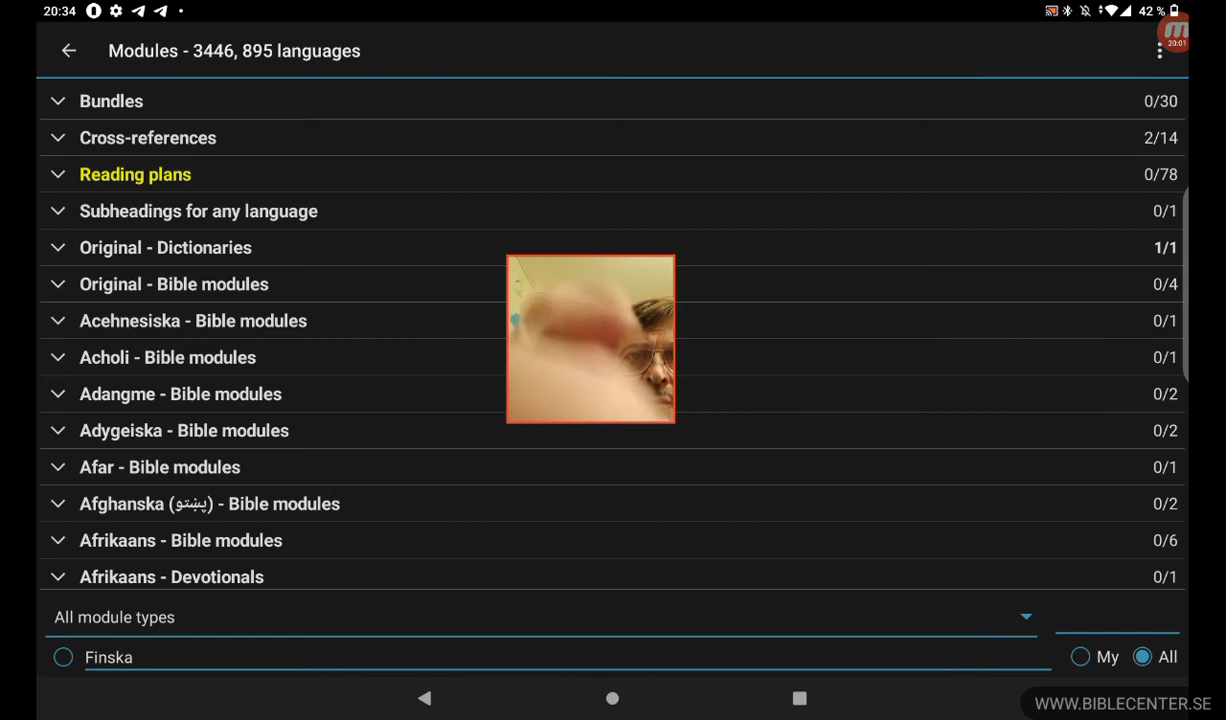 20:34
42 %
Modules - 3446, 895 languages
20:01
Bundles 0/30
Cross-references 2/14
Reading plans 0/78
Subheadings for any language 0/1
Original - Dictionaries 1/1
Original - Bible modules 0/4
Acehnesiska - Bible modules 0/1
Acholi - Bible modules 0/1
Adangme - Bible modules 0/2
Adygeiska - Bible modules 0/2
Afar - Bible modules 0/1
Afghanska (پښتو) - Bible modules 0/2
Afrikaans - Bible modules 0/6
Afrikaans - Devotionals 0/1
All module types
Finska My All
WWW.BIBLECENTER.SE